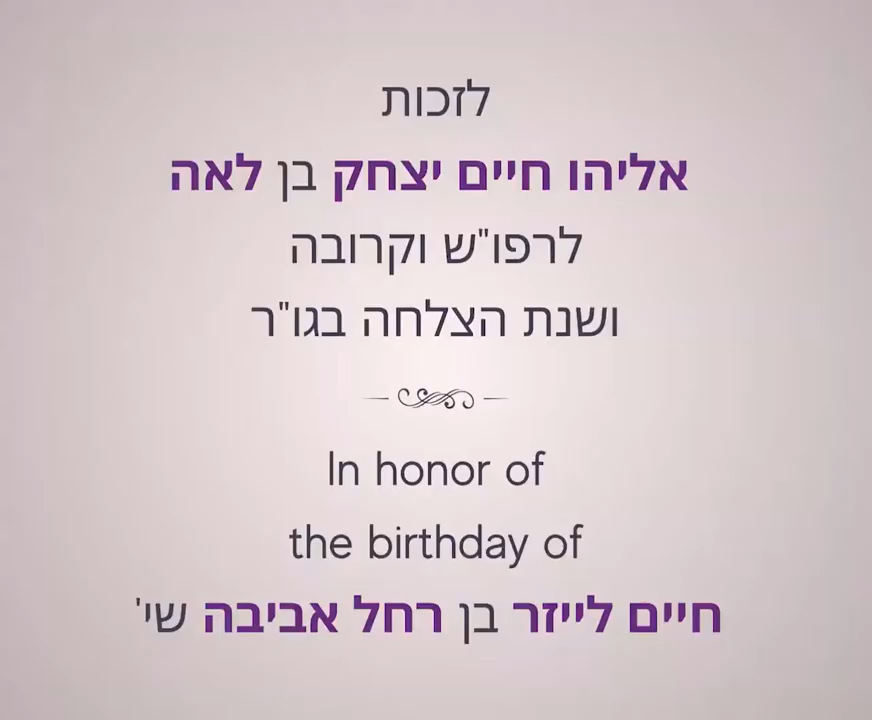 לזכות
אליהו חיים יצחק בן לאה
לרפו"ש וקרובה
ושנת הצלחה בגו"ר
In honor of
the birthday of
חיים לייזר בן רחל אביבה שי'